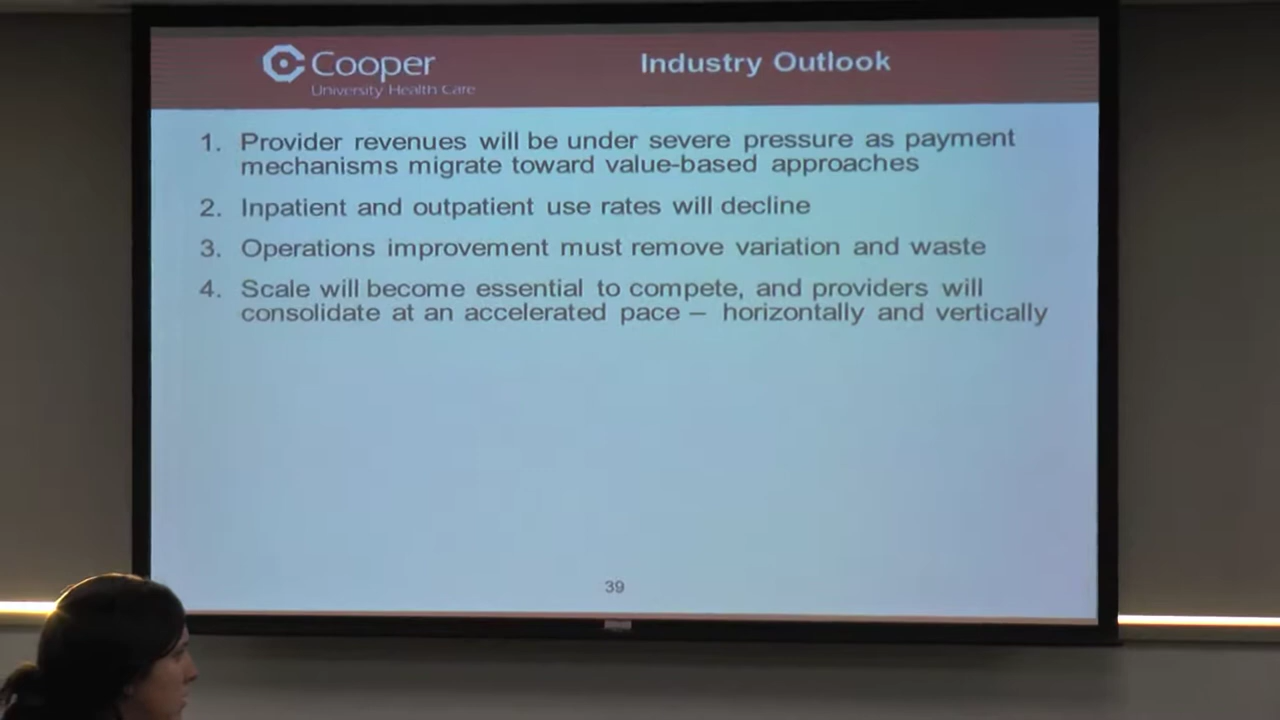 Cooper
University Health Care
Industry Outlook
1. Provider revenues will be under severe pressure as payment
mechanisms migrate toward value-based approaches
2. Inpatient and outpatient use rates will decline
3. Operations improvement must remove variation and waste
4. Scale will become essential to compete, and providers will
consolidate at an accelerated pace – horizontally and vertically
39